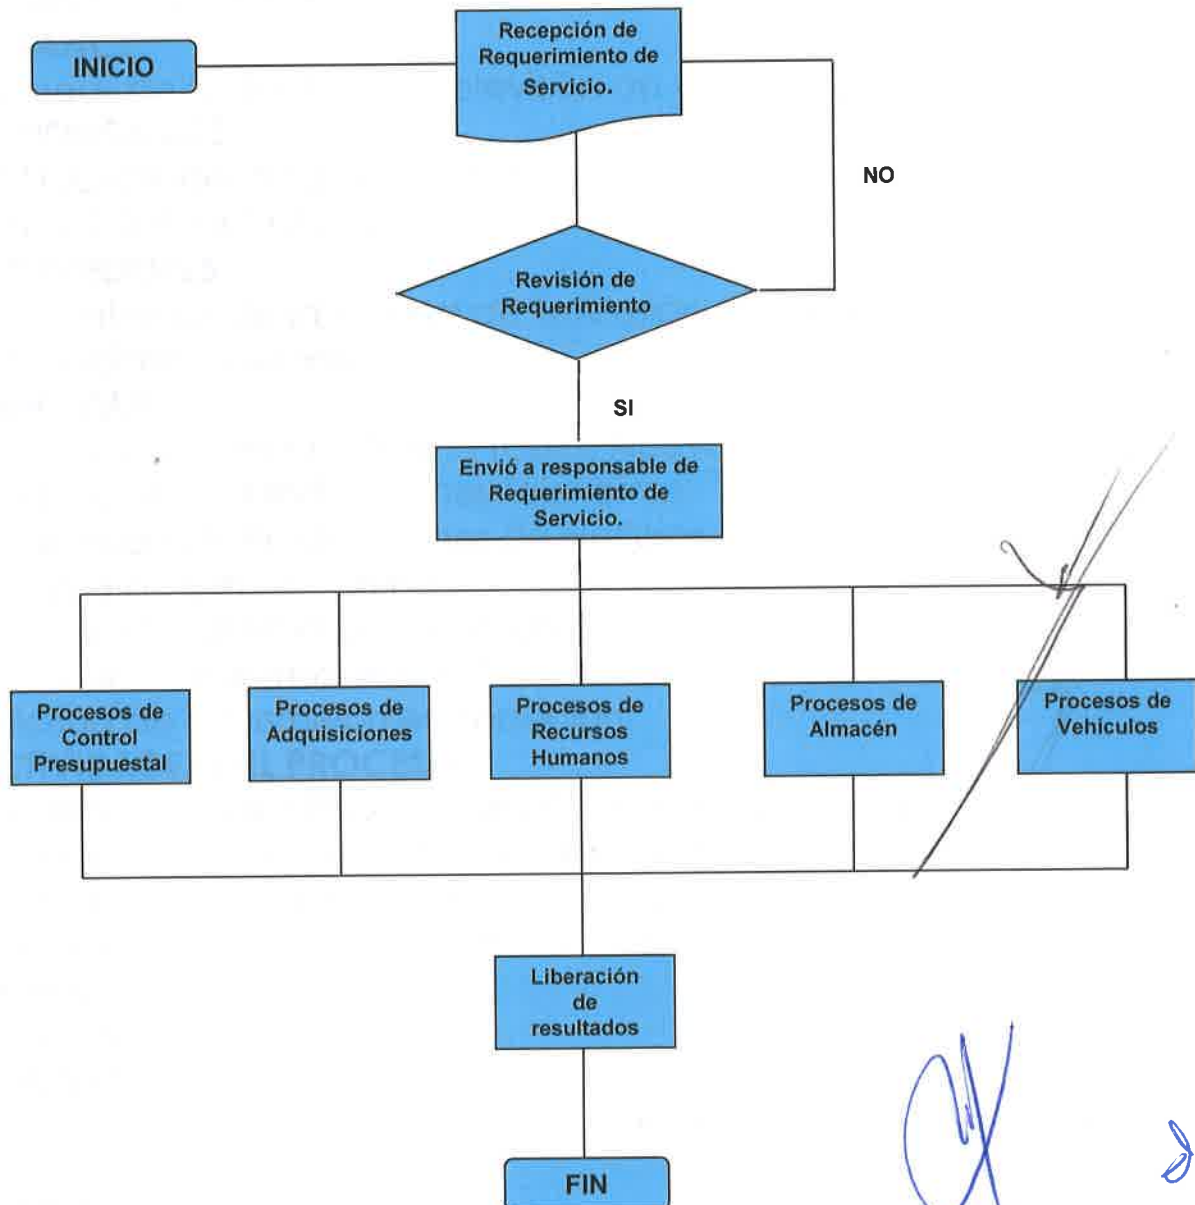 INICIO
Recepción de
Requerimiento de
Servicio.
NO
Revisión de
Requerimiento
SI
Envió a responsable de
Requerimiento de
Servicio.
Procesos de
Control
Presupuestal
Procesos de
Adquisiciones
Procesos de
Recursos
Humanos
Procesos de
Almacén
Procesos de
Vehículos
Liberación
de
resultados
FIN